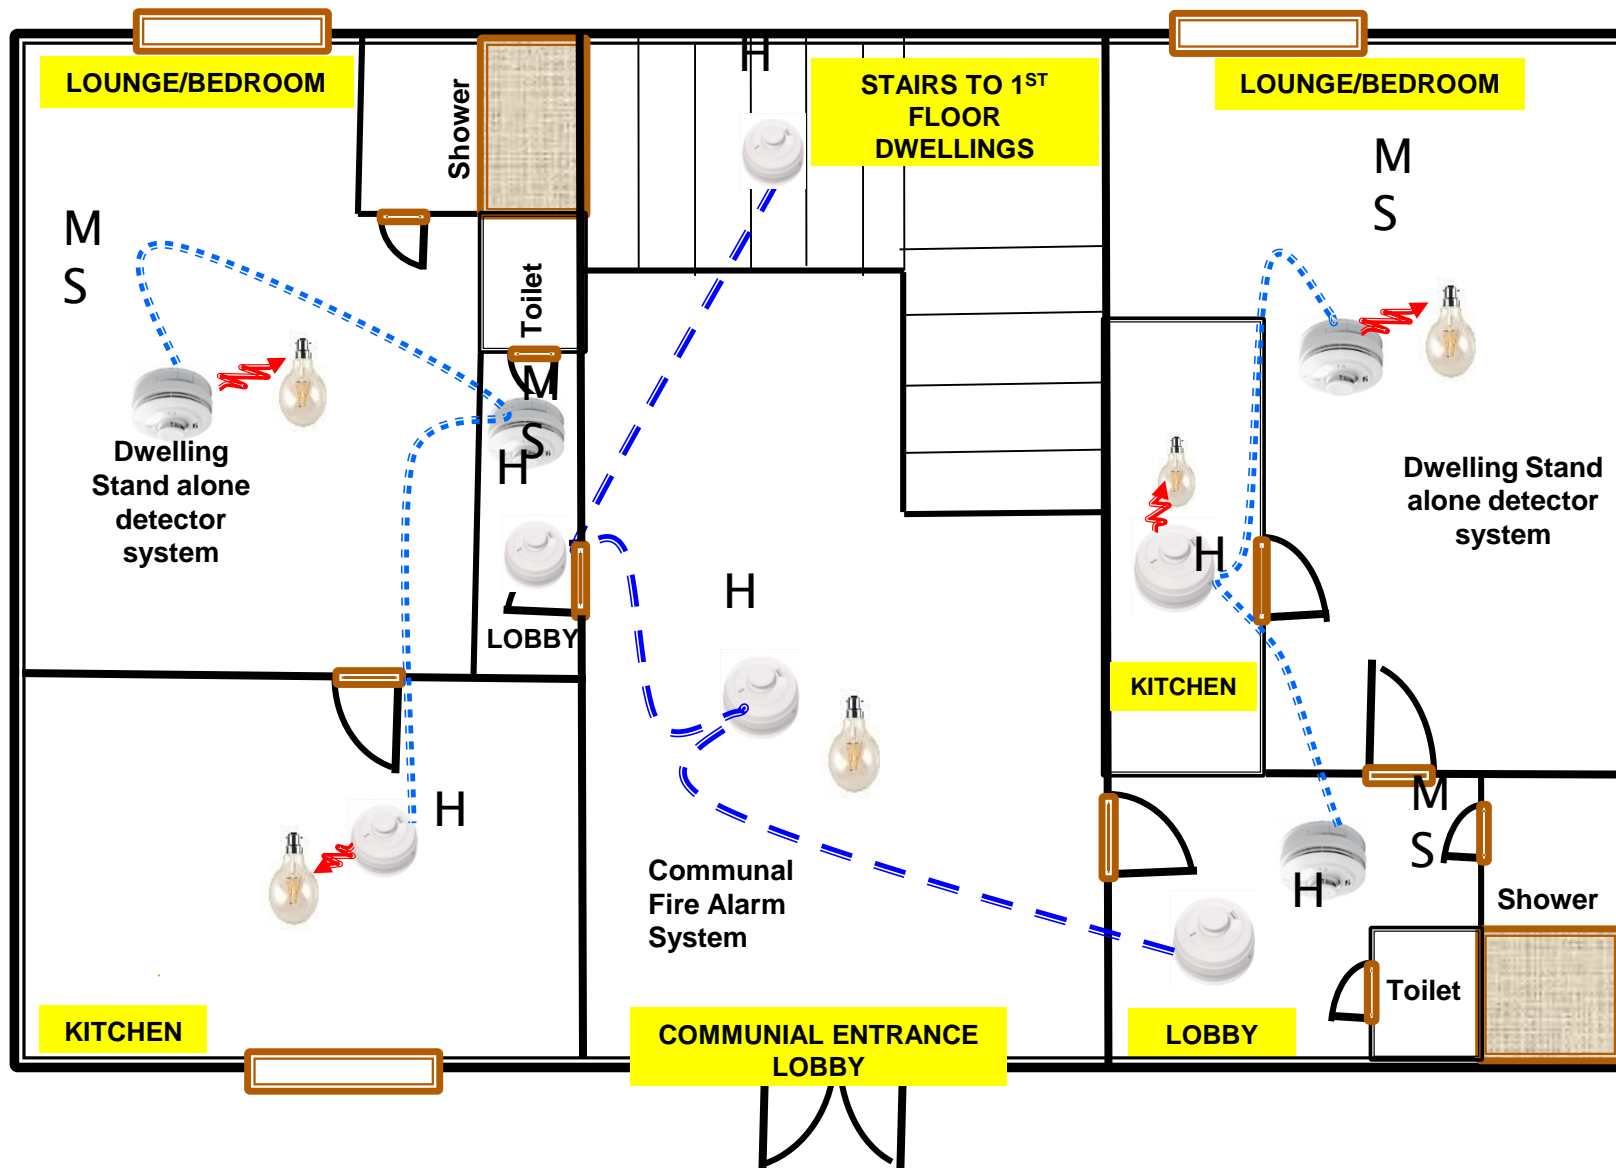 H
LOUNGE/BEDROOM
Shower
STAIRS TO 1ST
FLOOR
DWELLINGS
LOUNGE/BEDROOM
M
S
M
S
Toilet
M
S
H
Dwelling
Stand alone
detector
system
Dwelling Stand
alone detector
system
H
H
LOBBY
KITCHEN
H
M
S
H
Communal
Fire Alarm
System
Shower
Toilet
KITCHEN
COMMUNIAL ENTRANCE
LOBBY
LOBBY